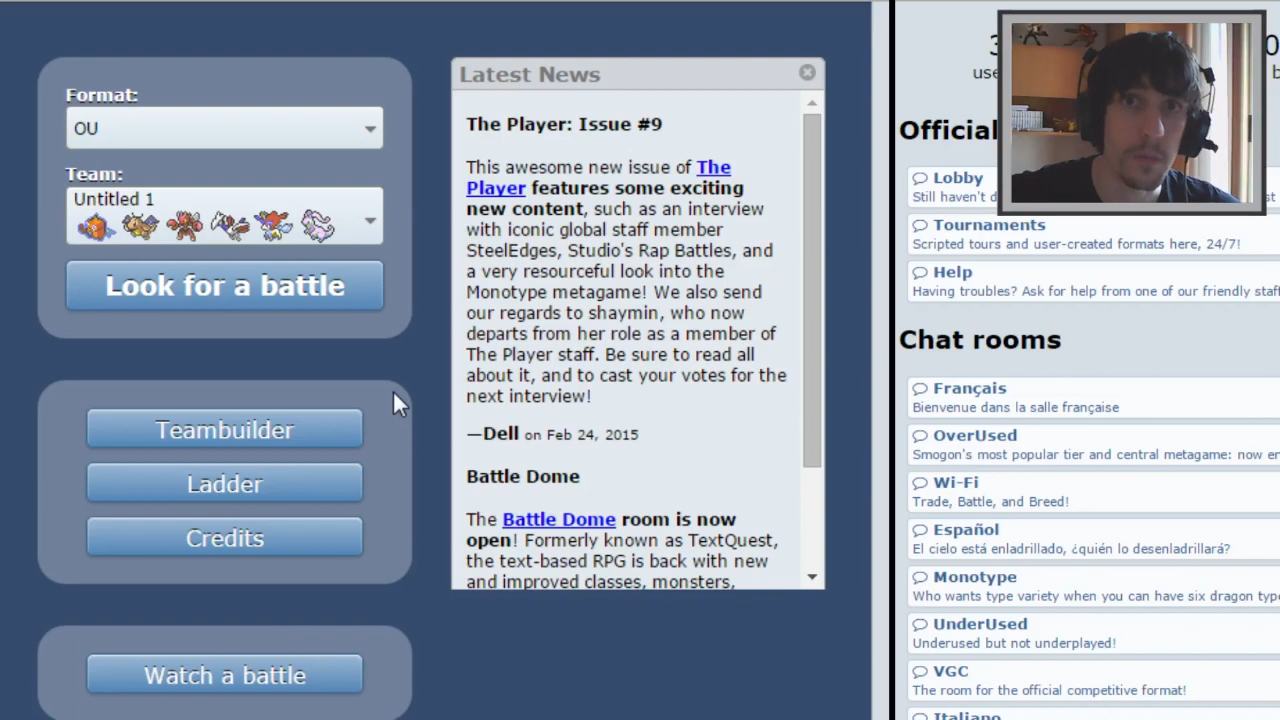 Format:
OU
Team:
Untitled 1
Look for a battle
Teambuilder
Ladder
Credits
Watch a battle
Latest News
The Player: Issue #9
This awesome new issue of The
Player features some exciting
new content, such as an interview
with iconic global staff member
SteelEdges, Studio's Rap Battles, and
a very resourceful look into the
Monotype metagame! We also send
our regards to shaymin, who now
departs from her role as a member of
The Player staff. Be sure to read all
about it, and to cast your votes for the
next interview!
—Dell on Feb 24, 2015
Battle Dome
The Battle Dome room is now
open! Formerly known as TextQuest,
the text-based RPG is back with new
and improved classes, monsters,
Official
Lobby
Still haven't
Tournaments
Scripted tours and user-created formats here, 24/7!
Help
Having troubles? Ask for help from one of our friendly
Chat rooms
Français
Bienvenue dans la salle française
OverUsed
Smogon's most popular tier and central metagame: now
Wi-Fi
Trade, Battle, and Breed!
Español
El cielo está enladrillado, ¿quién lo desenladrillará?
Monotype
Who wants type variety when you can have six dragon
UnderUsed
Underused but not underplayed!
VGC
The room for the official competitive format!
Italiano